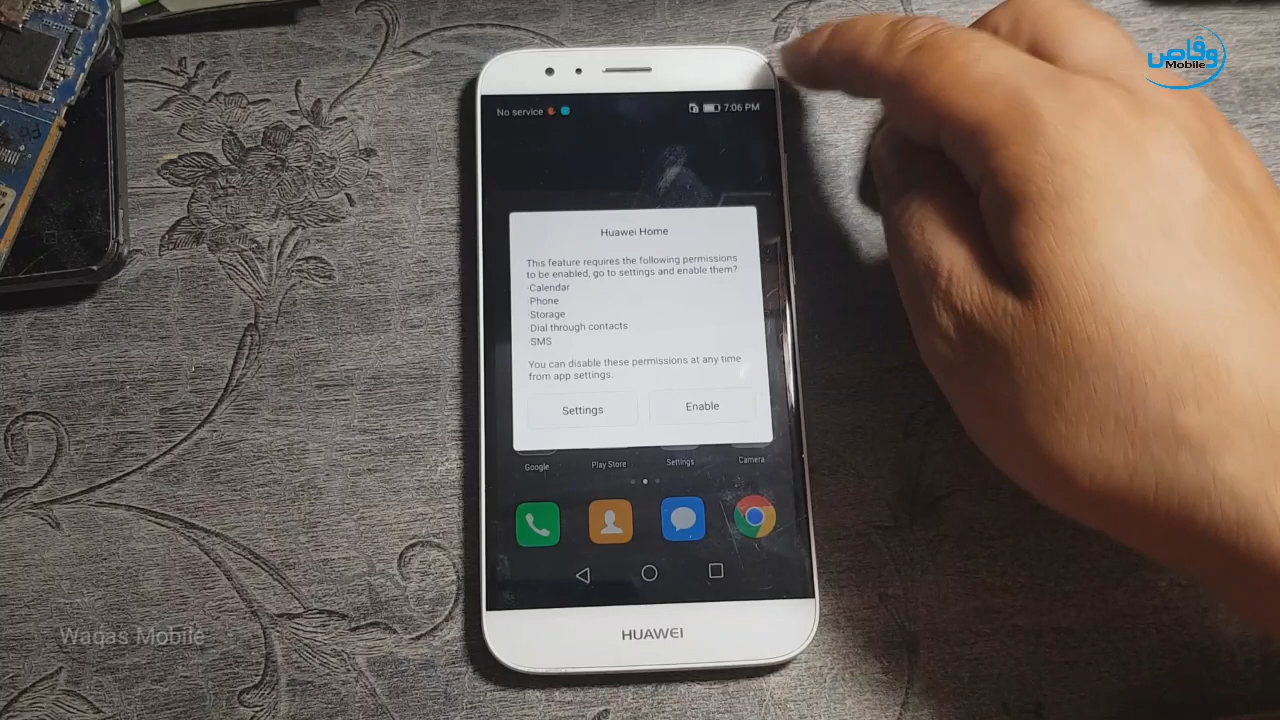 وقاص
Mobile
No service
7:06 PM
Huawei Home
This feature requires the following permissions
to be enabled, go to settings and enable them?
·Calendar
·Phone
·Storage
·Dial through contacts
·SMS
You can disable these permissions at any time
from app settings.
Settings
Enable
Google
Play Store
Settings
Camera
HUAWEI
Waqas Mobile